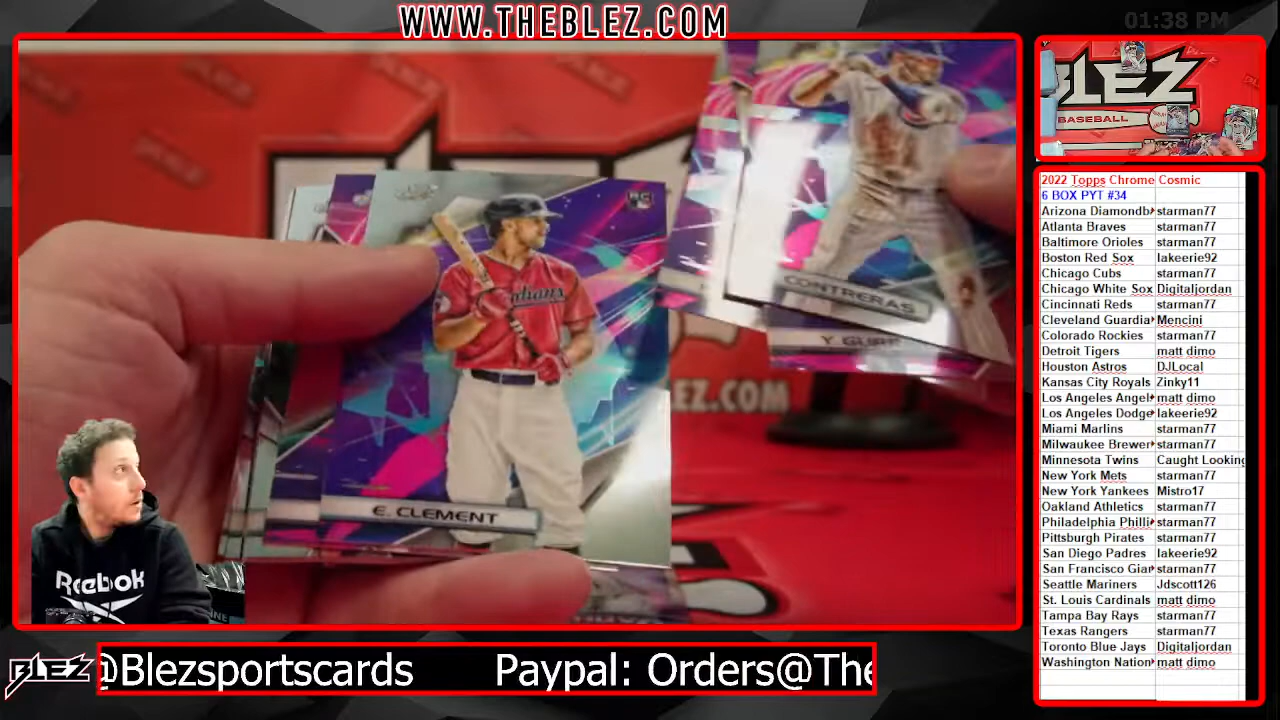 WWW.THEBLEZ.COM
01:38 PM
BLEZ
BASEBALL
CONTRERAS
RC
E. CLEMENT
EZ.COM
Reebok
2022 Topps Chrome Cosmic
6 BOX PYT #34
Arizona Diamondb starman77
Atlanta Braves starman77
Baltimore Orioles starman77
Boston Red Sox lakeerie92
Chicago Cubs starman77
Chicago White Sox Digitaljordan
Cincinnati Reds starman77
Cleveland Guardia Mencini
Colorado Rockies starman77
Detroit Tigers matt dimo
Houston Astros DJLocal
Kansas City Royals Zinky11
Los Angeles Angel matt dimo
Los Angeles Dodge lakeerie92
Miami Marlins starman77
Milwaukee Brewer starman77
Minnesota Twins Caught Looking
New York Mets starman77
New York Yankees Mistro17
Oakland Athletics starman77
Philadelphia Philli starman77
Pittsburgh Pirates starman77
San Diego Padres lakeerie92
San Francisco Gian starman77
Seattle Mariners Jdscott126
St. Louis Cardinals matt dimo
Tampa Bay Rays starman77
Texas Rangers starman77
Toronto Blue Jays Digitaljordan
Washington Nation matt dimo
BLEZ @Blezsportscards Paypal: Orders@The